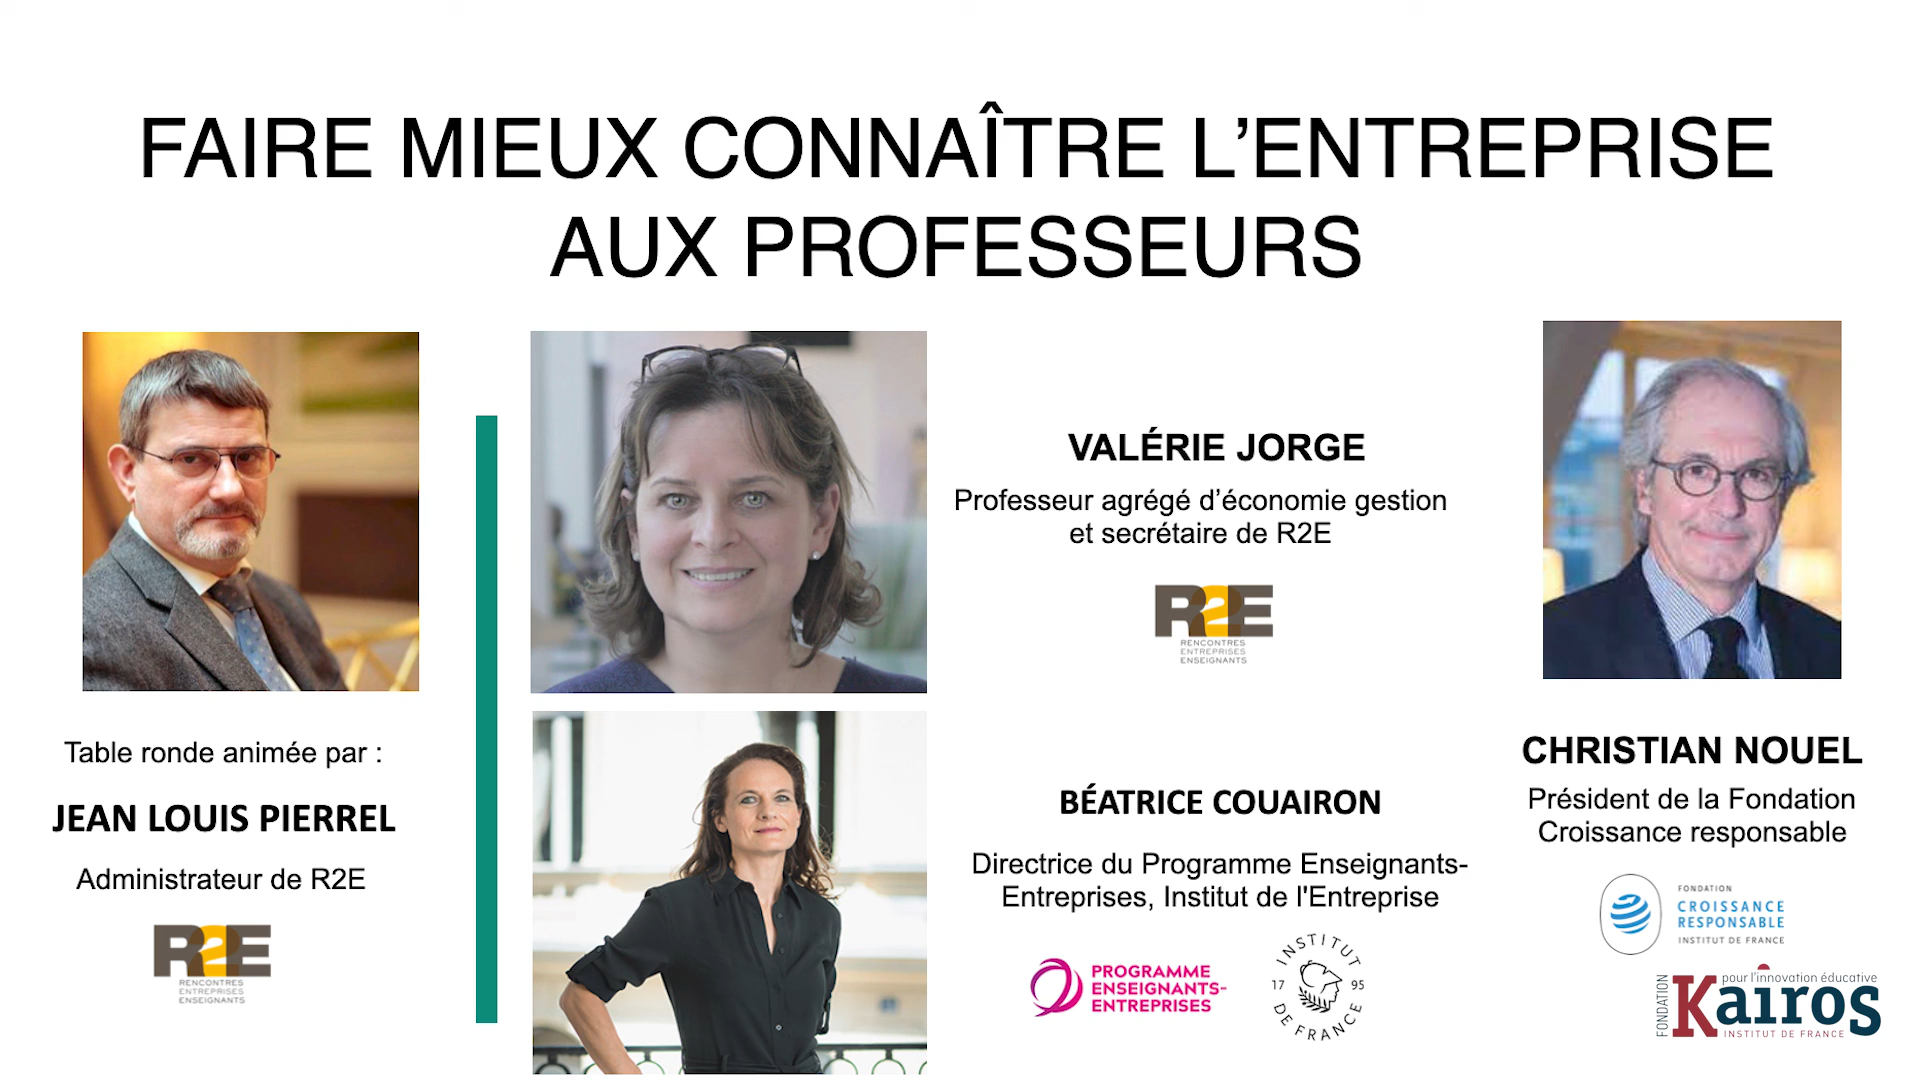 FAIRE MIEUX CONNAÎTRE L’ENTREPRISE
AUX PROFESSEURS
Table ronde animée par :
JEAN LOUIS PIERREL
Administrateur de R2E
R2E
RENCONTRES
ENTREPRISES
ENSEIGNANTS
VALÉRIE JORGE
Professeur agrégé d’économie gestion
et secrétaire de R2E
R2E
RENCONTRES
ENTREPRISES
ENSEIGNANTS
BÉATRICE COUAIRON
Directrice du Programme Enseignants-
Entreprises, Institut de l'Entreprise
PROGRAMME
ENSEIGNANTS-
ENTREPRISES
INSTITUT
17 95
DE FRANCE
CHRISTIAN NOUEL
Président de la Fondation
Croissance responsable
FONDATION
CROISSANCE
RESPONSABLE
INSTITUT DE FRANCE
FONDATION
pour l'innovation éducative
Kairos
INSTITUT DE FRANCE